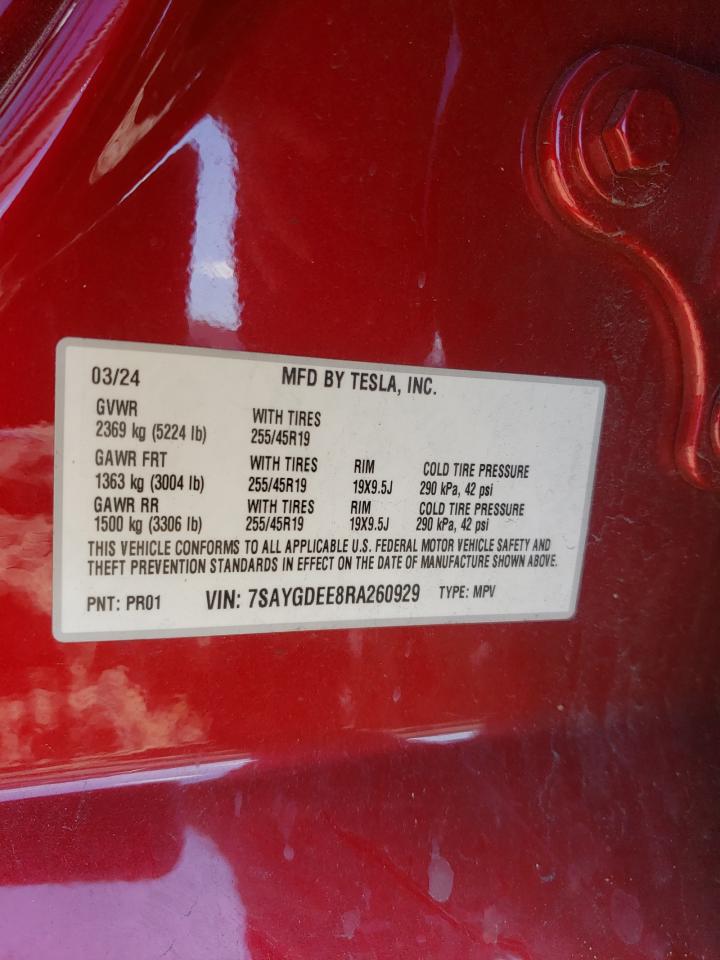 03/24 MFD BY TESLA, INC.
GVWR WITH TIRES
2369 kg (5224 lb) 255/45R19
GAWR FRT WITH TIRES RIM COLD TIRE PRESSURE
1363 kg (3004 lb) 255/45R19 19X9.5J 290 kPa, 42 psi
GAWR RR WITH TIRES RIM COLD TIRE PRESSURE
1500 kg (3306 lb) 255/45R19 19X9.5J 290 kPa, 42 psi
THIS VEHICLE CONFORMS TO ALL APPLICABLE U.S. FEDERAL MOTOR VEHICLE SAFETY AND
THEFT PREVENTION STANDARDS IN EFFECT ON THE DATE OF MANUFACTURE SHOWN ABOVE.
PNT: PR01 VIN: 7SAYGDEE8RA260929 TYPE: MPV